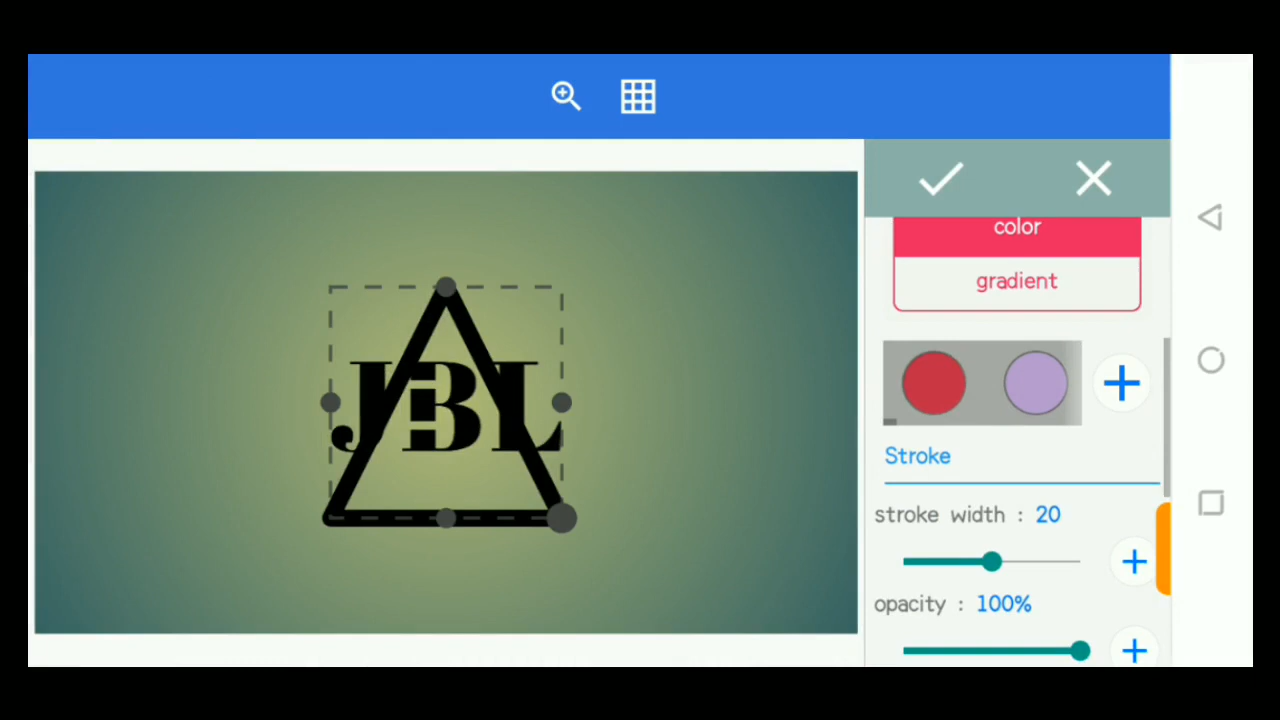 JBL
color
gradient
Stroke
stroke width : 20
opacity : 100%